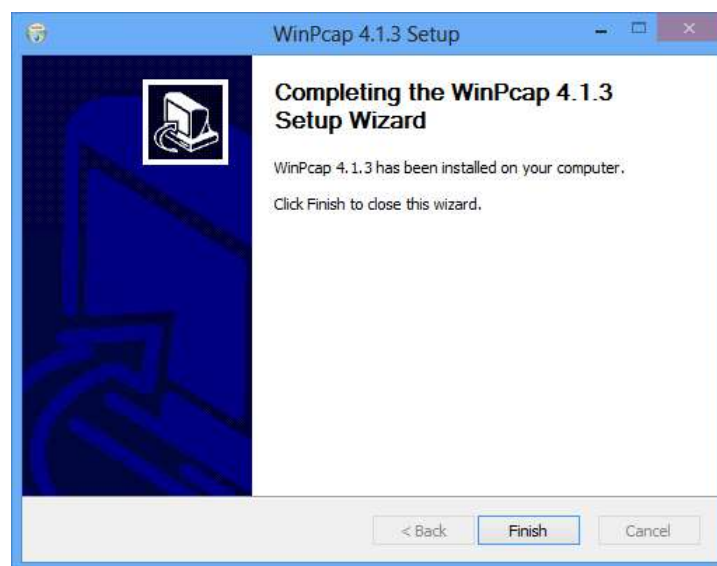 WinPcap 4.1.3 Setup
Completing the WinPcap 4.1.3
Setup Wizard
WinPcap 4.1.3 has been installed on your computer.
Click Finish to close this wizard.
< Back Finish Cancel